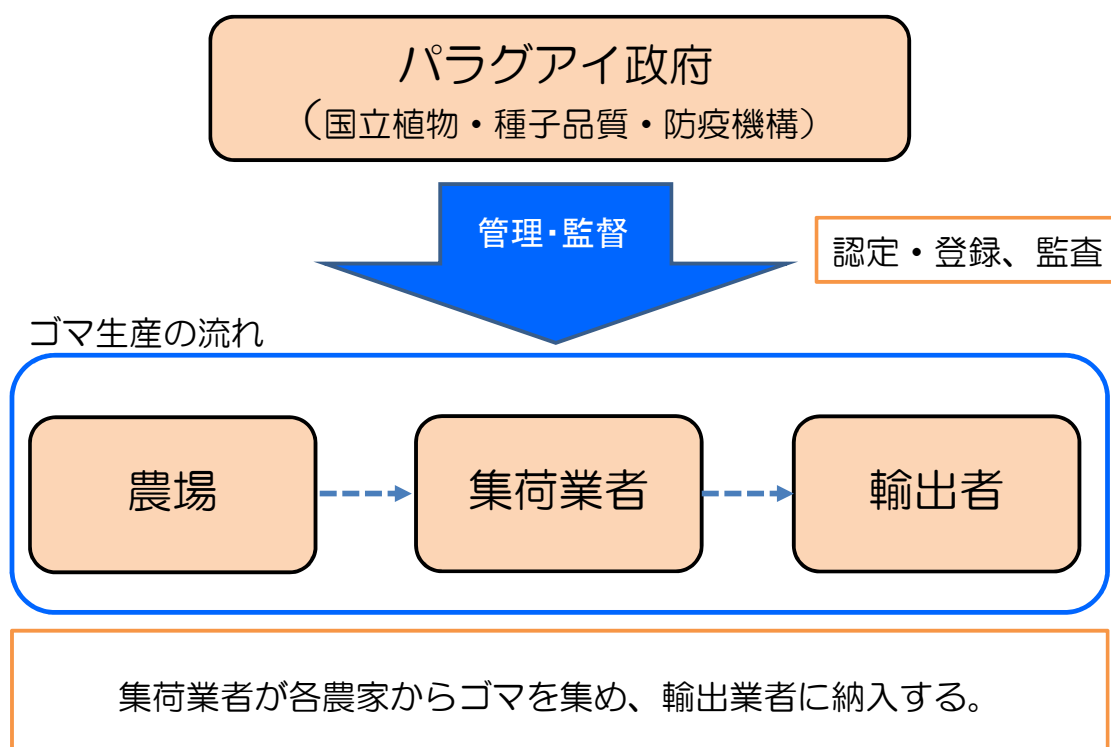 パラグアイ政府
（国立植物・種子品質・防疫機構）
管理・監督
認定・登録、監査
ゴマ生産の流れ
農場
集荷業者
輸出者
集荷業者が各農家からゴマを集め、輸出業者に納入する。